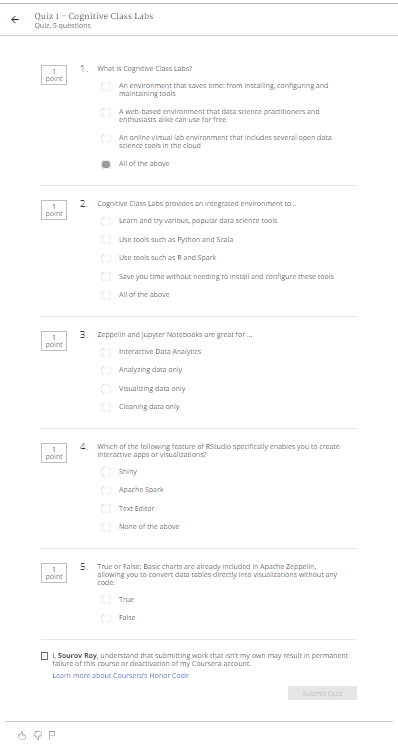 Quiz 1 - Cognitive Class Labs
Quiz, 5 questions
1
point
1. What is Cognitive Class Labs?
An environment that saves time: from installing, configuring and
maintaining tools
A web-based environment that data science practitioners and
enthusiasts alike can use for free
An online virtual lab environment that includes several open data
science tools in the cloud
All of the above
1
point
2. Cognitive Class Labs provides an integrated environment to...
Learn and try various, popular data science tools
Use tools such as Python and Scala
Use tools such as R and Spark
Save you time without needing to install and configure these tools
All of the above
1
point
3. Zeppelin and Jupyter Notebooks are great for ...
Interactive Data Analytics
Analyzing data only
Visualizing data only
Cleaning data only
1
point
4. Which of the following feature of RStudio specifically enables you to create
interactive apps or visualizations?
Shiny
Apache Spark
Text Editor
None of the above
1
point
5. True or False: Basic charts are already included in Apache Zeppelin,
allowing you to convert data tables directly into visualizations without any
code.
True
False
I, Sourov Roy, understand that submitting work that isn't my own may result in permanent
failure of this course or deactivation of my Coursera account.
Learn more about Coursera's Honor Code
Submit Quiz